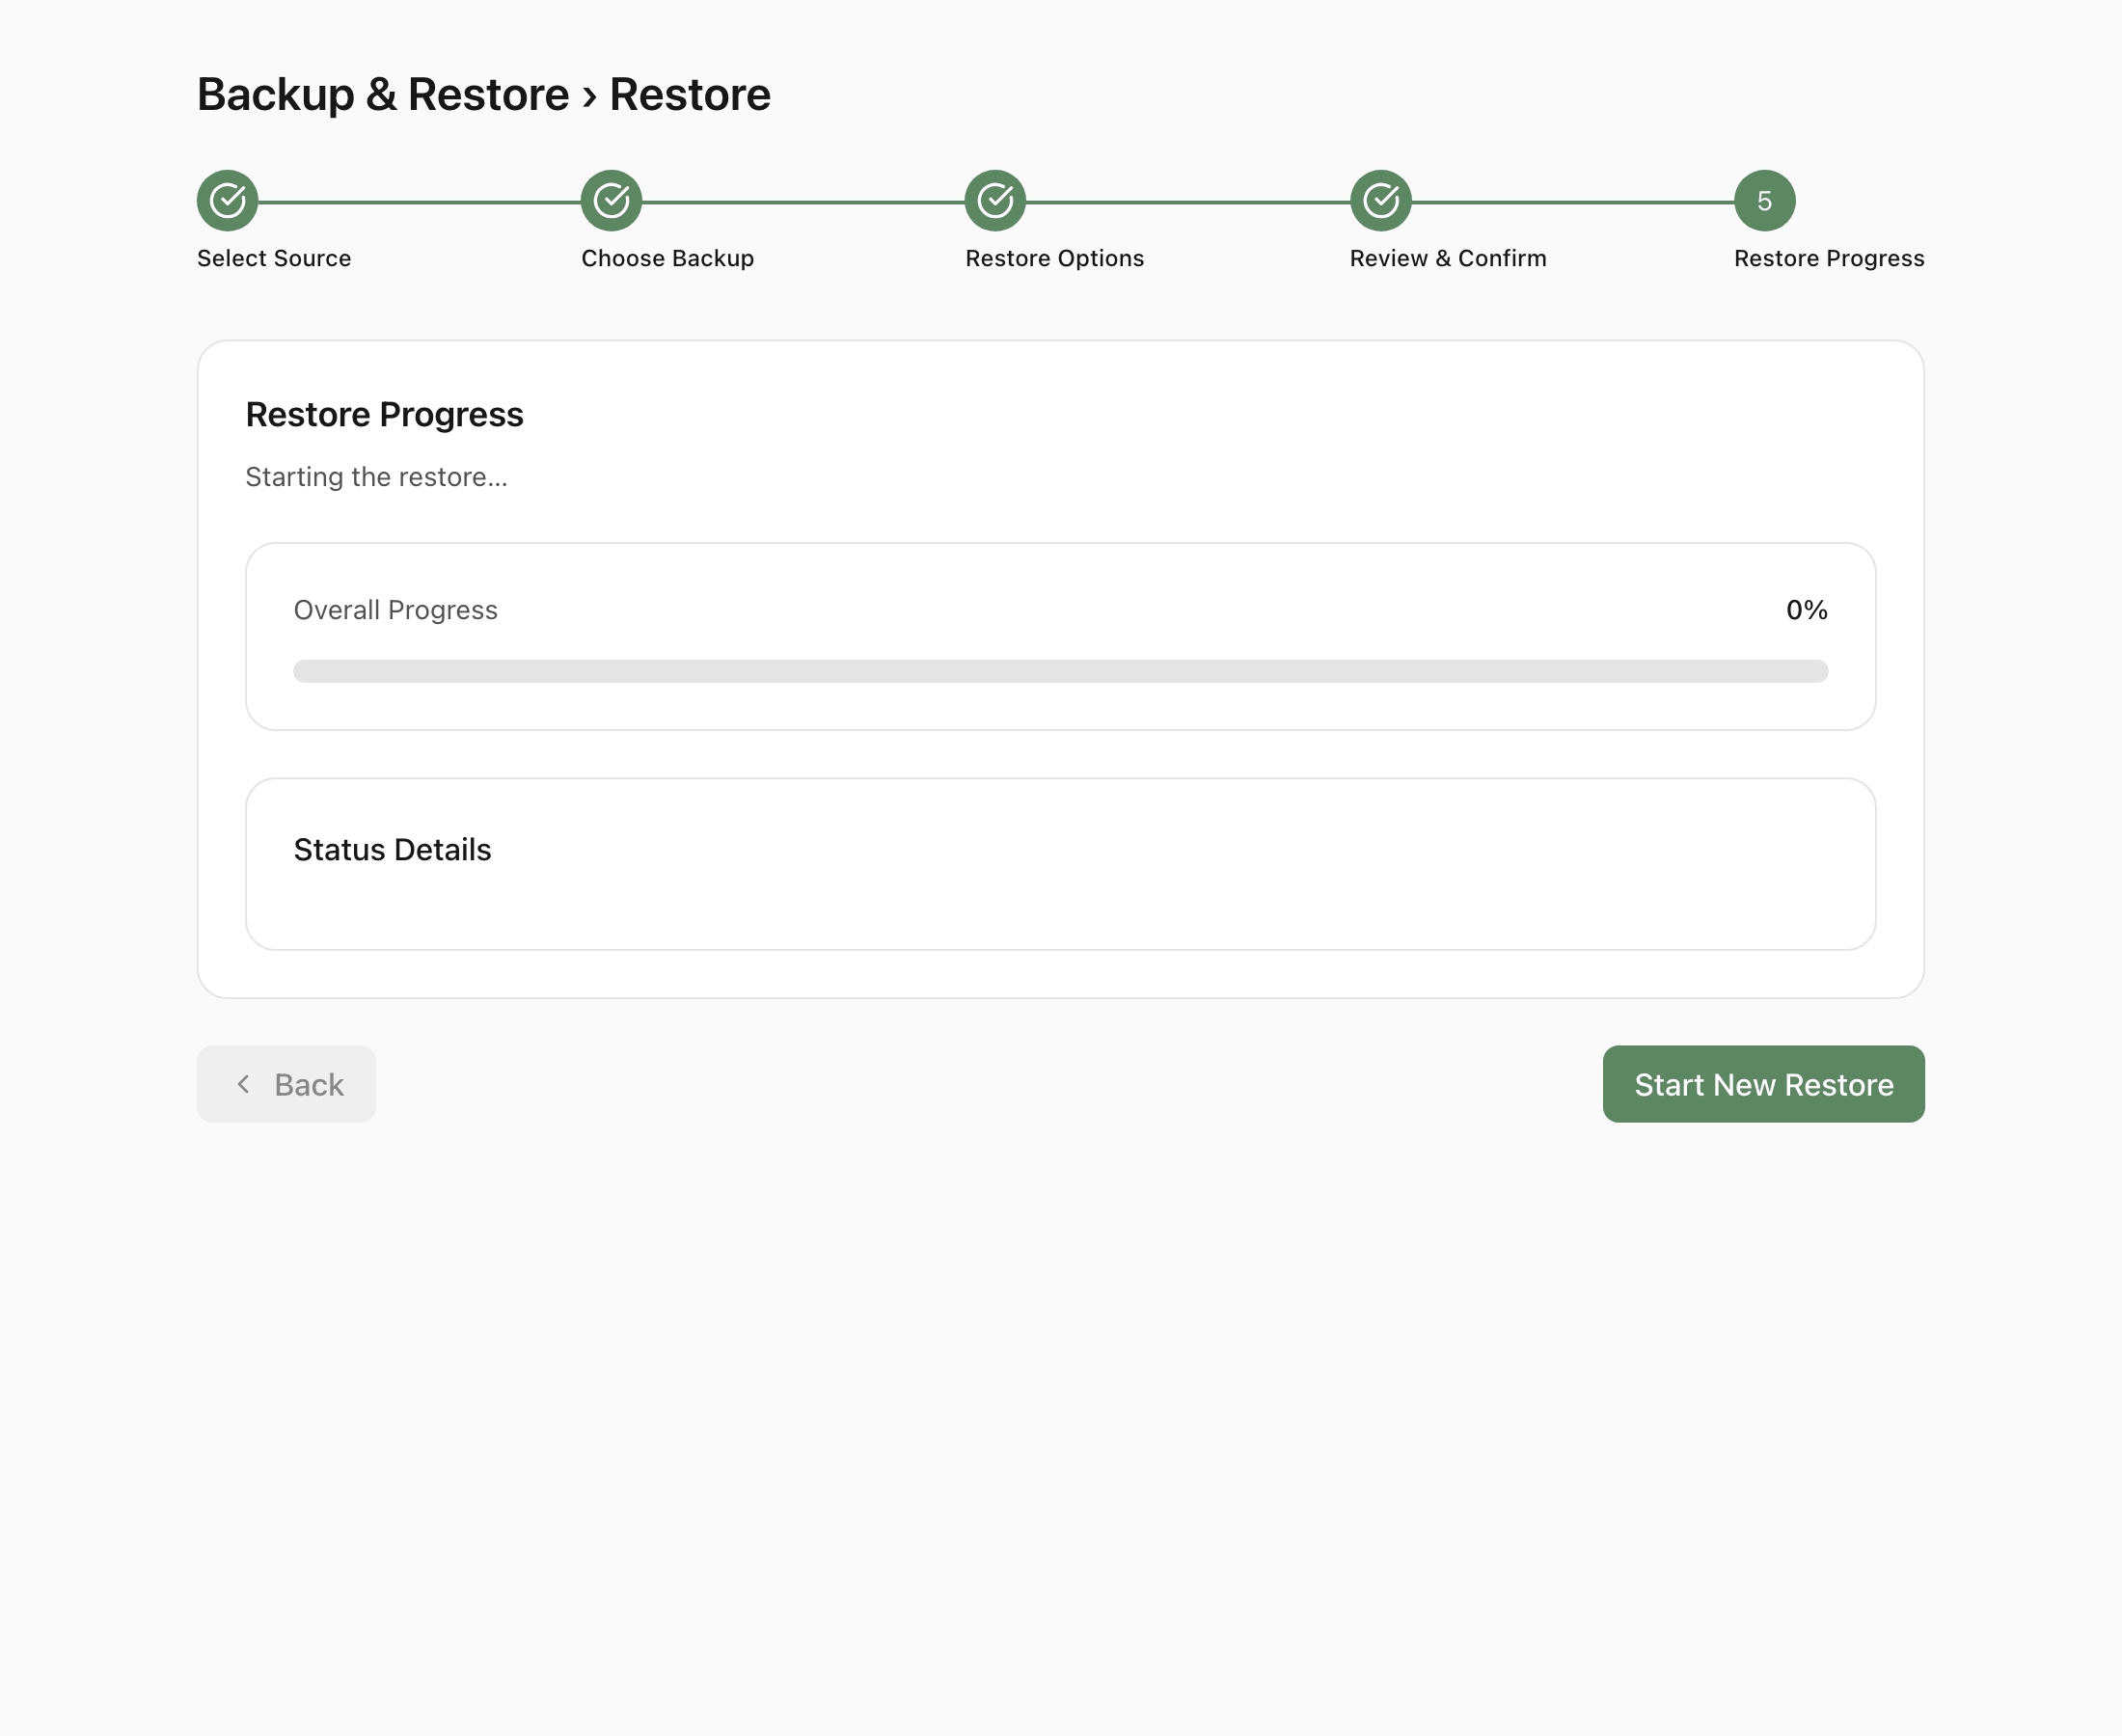 Backup & Restore › Restore
5
Select Source
Choose Backup
Restore Options
Review & Confirm
Restore Progress
Restore Progress
Starting the restore...
Overall Progress
0%
Status Details
Back
Start New Restore